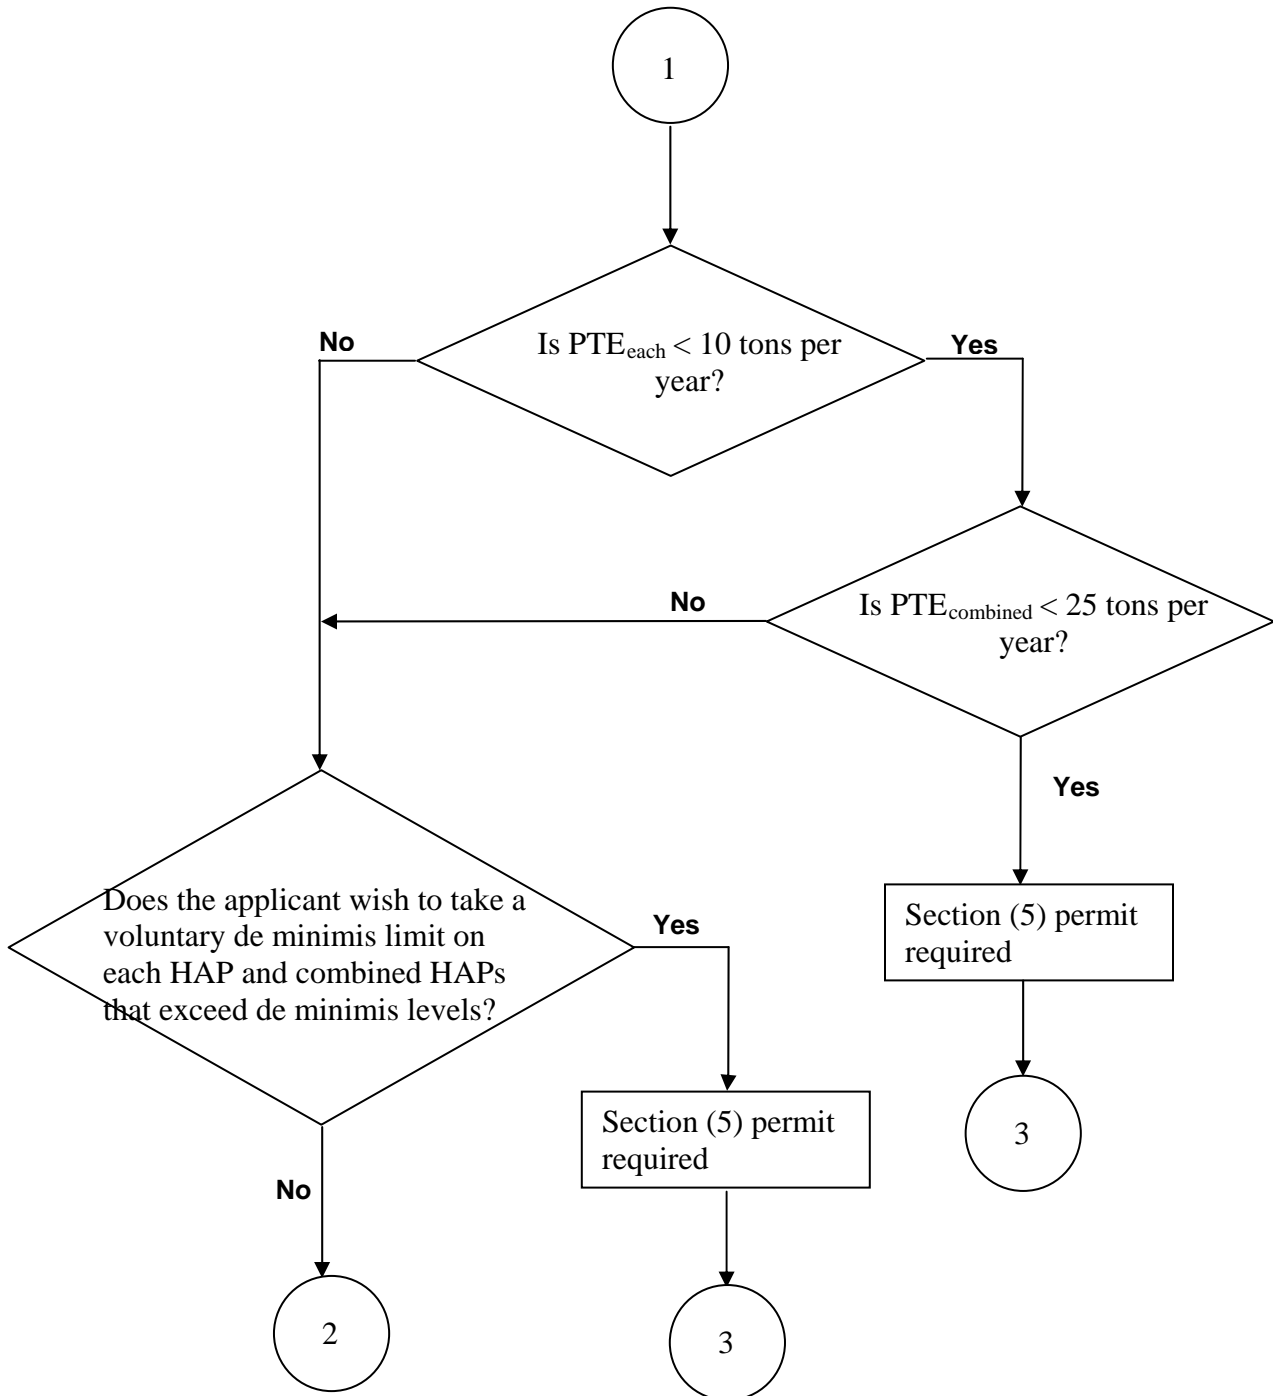 1
No
Is PTEeach < 10 tons per
year?
Yes
No
Is PTEcombined < 25 tons per
year?
Yes
Does the applicant wish to take a
voluntary de minimis limit on
each HAP and combined HAPs
that exceed de minimis levels?
Yes
Section (5) permit
required
Section (5) permit
required
3
No
2
3